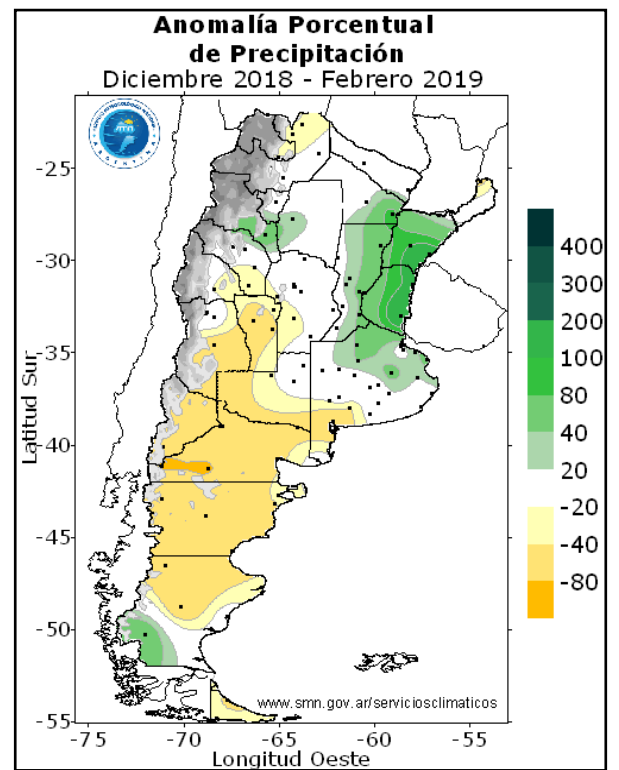 Anomalía Porcentual
de Precipitación
Diciembre 2018 - Febrero 2019
smn
ARGENTINA
-25
-30
-35
-40
-45
-50
-55
Latitud Sur
400
300
200
100
80
40
20
-20
-40
-80
www.smn.gov.ar/serviciosclimaticos
-75
-70
-65
-60
-55
Longitud Oeste